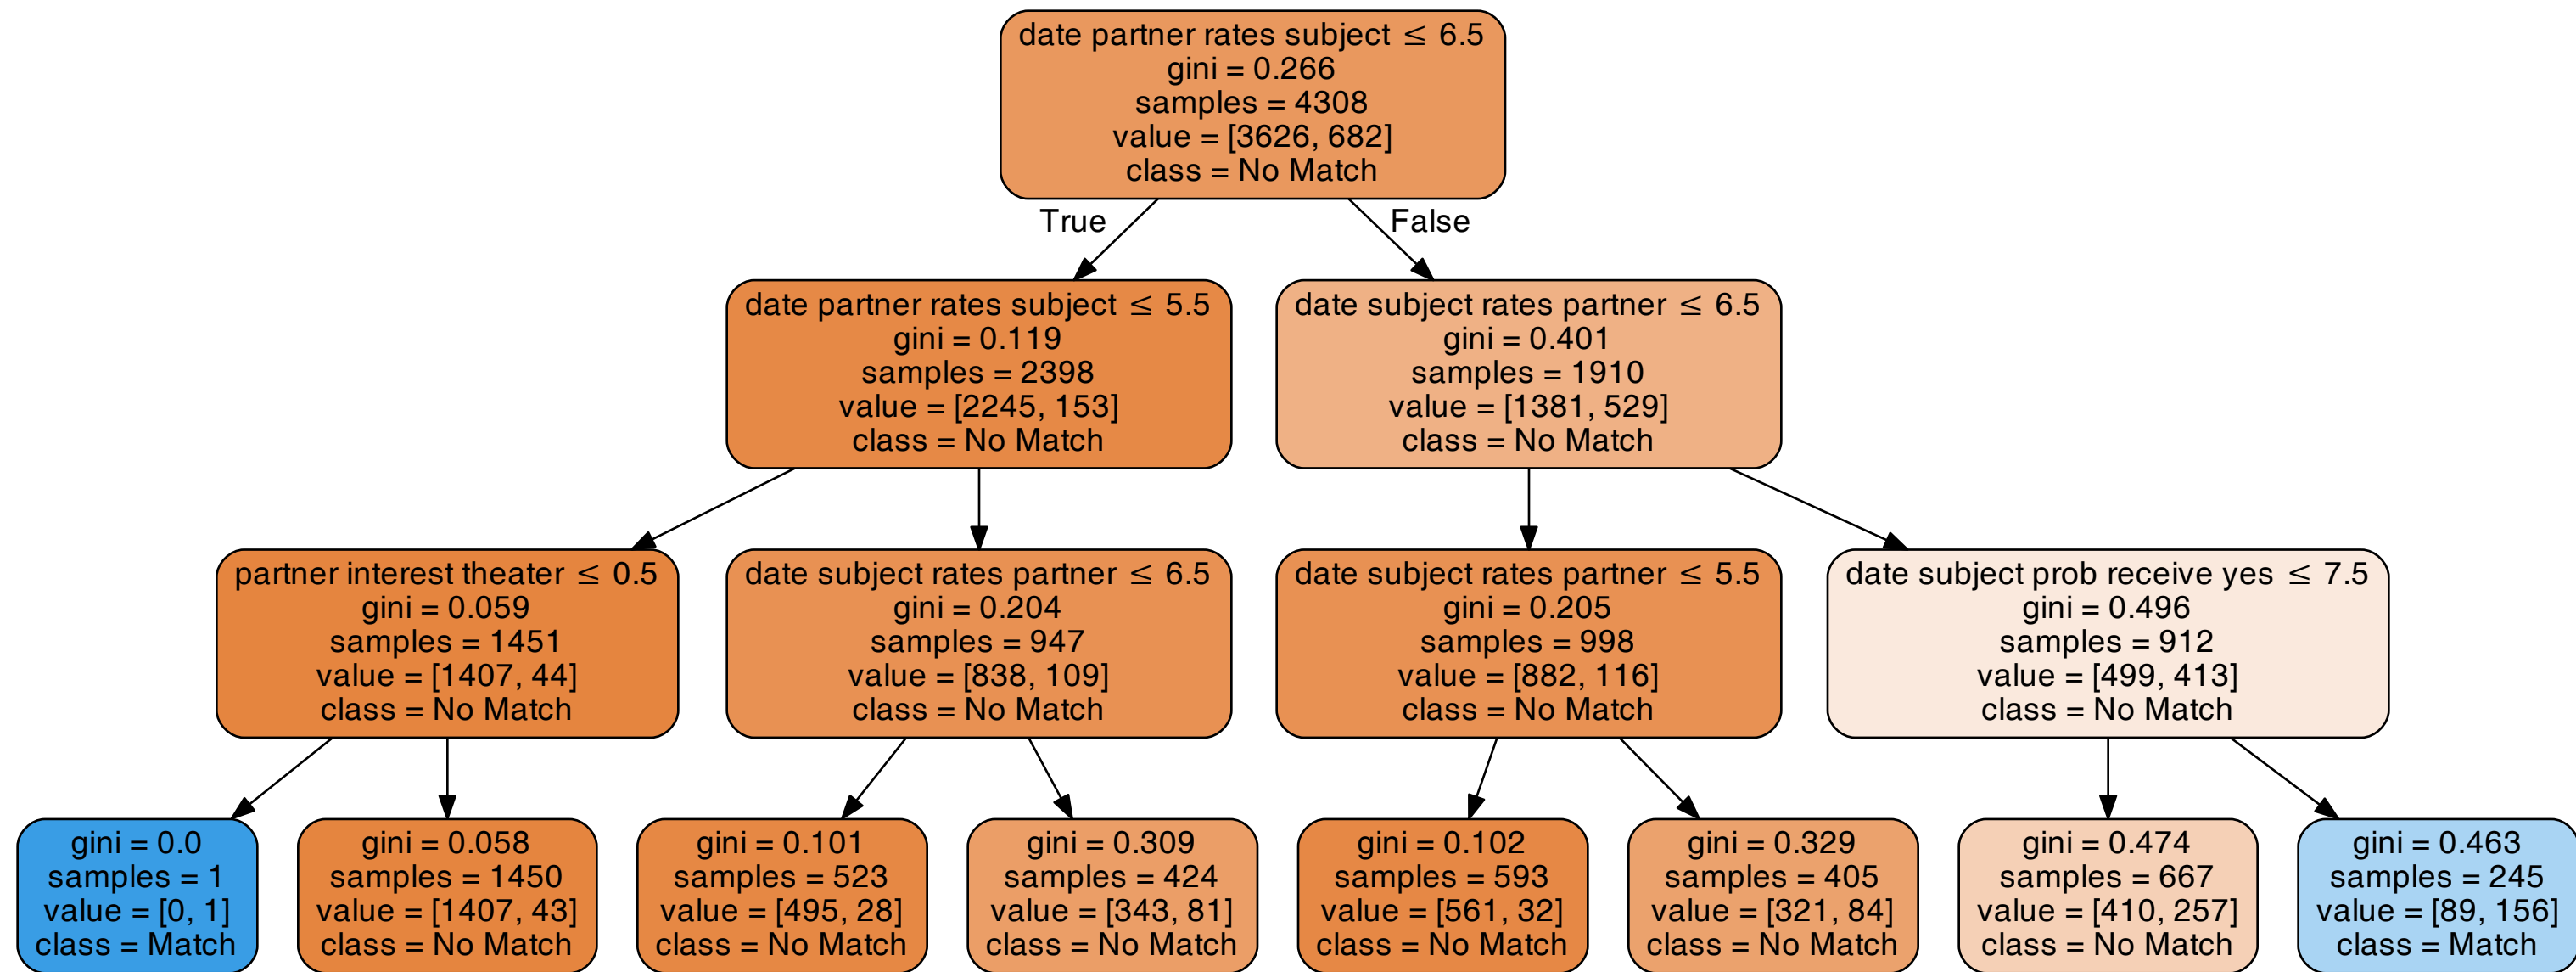 date partner rates subject ≤ 6.5
gini = 0.266
samples = 4308
value = [3626, 682]
class = No Match
True
False
date partner rates subject ≤ 5.5
gini = 0.119
samples = 2398
value = [2245, 153]
class = No Match
date subject rates partner ≤ 6.5
gini = 0.401
samples = 1910
value = [1381, 529]
class = No Match
partner interest theater ≤ 0.5
gini = 0.059
samples = 1451
value = [1407, 44]
class = No Match
date subject rates partner ≤ 6.5
gini = 0.204
samples = 947
value = [838, 109]
class = No Match
date subject rates partner ≤ 5.5
gini = 0.205
samples = 998
value = [882, 116]
class = No Match
date subject prob receive yes ≤ 7.5
gini = 0.496
samples = 912
value = [499, 413]
class = No Match
gini = 0.0
samples = 1
value = [0, 1]
class = Match
gini = 0.058
samples = 1450
value = [1407, 43]
class = No Match
gini = 0.101
samples = 523
value = [495, 28]
class = No Match
gini = 0.309
samples = 424
value = [343, 81]
class = No Match
gini = 0.102
samples = 593
value = [561, 32]
class = No Match
gini = 0.329
samples = 405
value = [321, 84]
class = No Match
gini = 0.474
samples = 667
value = [410, 257]
class = No Match
gini = 0.463
samples = 245
value = [89, 156]
class = Match